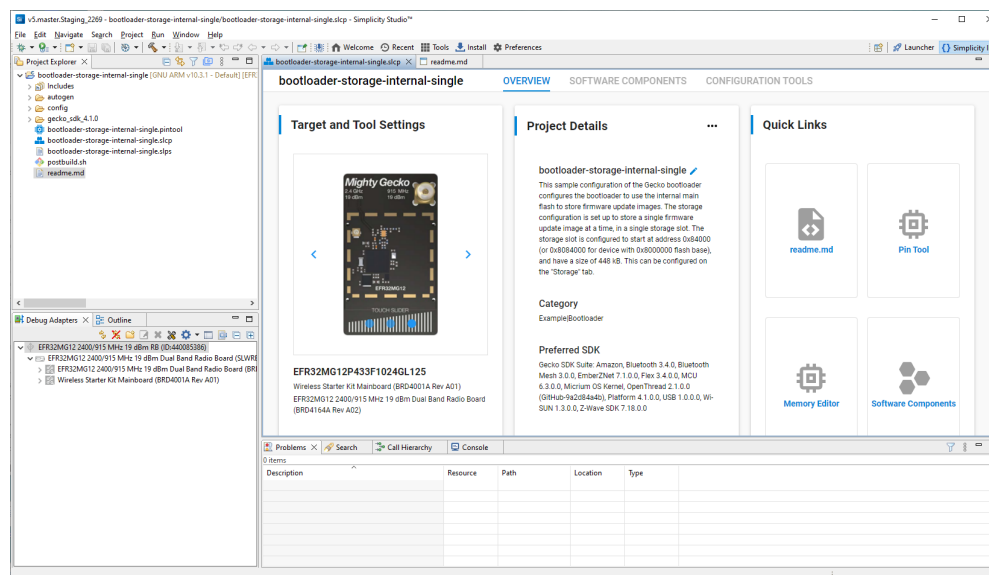 v5.master.Staging_2269 - bootloader-storage-internal-single/bootloader-storage-internal-single.slcp - Simplicity Studio™
File Edit Navigate Search Project Run Window Help
Welcome Recent Tools Install Preferences
Launcher {} Simplicity I
Project Explorer
bootloader-storage-internal-single [GNU ARM v10.3.1 - Default] [EFR
Includes
autogen
config
gecko_sdk_4.1.0
bootloader-storage-internal-single.pintool
bootloader-storage-internal-single.slcp
bootloader-storage-internal-single.slps
postbuild.sh
readme.md
Debug Adapters Outline
EFR32MG12 2400/915 MHz 19 dBm RB (ID:440085386)
EFR32MG12 2400/915 MHz 19 dBm Dual Band Radio Board (SLWR
EFR32MG12 2400/915 MHz 19 dBm Dual Band Radio Board (BR
Wireless Starter Kit Mainboard (BRD4001A Rev A01)
bootloader-storage-internal-single.slcp readme.md
bootloader-storage-internal-single OVERVIEW SOFTWARE COMPONENTS CONFIGURATION TOOLS
Target and Tool Settings
Mighty Gecko
2.4 GHz 915 MHz
19 dBm 19 dBm
EFR32MG12
TOUCH SLIDER
EFR32MG12P433F1024GL125
Wireless Starter Kit Mainboard (BRD4001A Rev A01)
EFR32MG12 2400/915 MHz 19 dBm Dual Band Radio Board
(BRD4164A Rev A02)
Project Details
bootloader-storage-internal-single
This sample configuration of the Gecko bootloader
configures the bootloader to use the internal main
flash to store firmware update images. The storage
configuration is set up to store a single firmware
update image at a time, in a single storage slot. The
storage slot is configured to start at address 0x84000
(or 0x8084000 for device with 0x8000000 flash base),
and have a size of 448 kB. This can be configured on
the "Storage" tab.
Category
Example|Bootloader
Preferred SDK
Gecko SDK Suite: Amazon, Bluetooth 3.4.0, Bluetooth
Mesh 3.0.0, EmberZNet 7.1.0.0, Flex 3.4.0.0, MCU
6.3.0.0, Micrium OS Kernel, OpenThread 2.1.0.0
(GitHub-9a2d84a4b), Platform 4.1.0.0, USB 1.0.0.0, Wi-
SUN 1.3.0.0, Z-Wave SDK 7.18.0.0
Quick Links
readme.md
Pin Tool
Memory Editor
Software Components
Problems Search Call Hierarchy Console
0 items
Description Resource Path Location Type